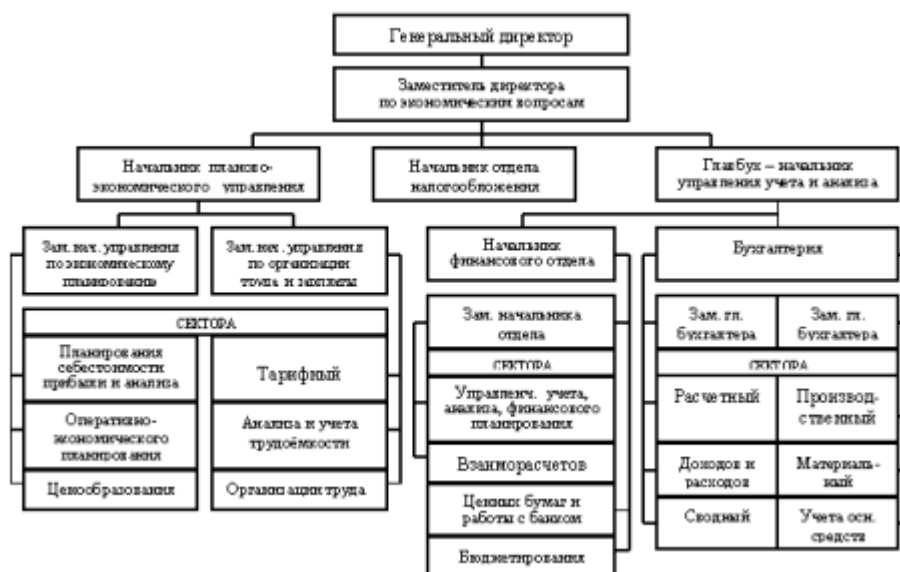 Генеральный директор
Заместитель директора
по экономическим вопросам
Начальник планово-
экономического управления
Начальник отдела
налогообложения
Главбух – начальник
управления учета и анализа
Зам. нач. управления
по экономическому
планированию
Зам. нач. управления
по организации
труда и зарплаты
Начальник
финансового отдела
Бухгалтерия
СЕКТОРА
Планирования
себестоимости
прибыли и анализа
Тарифный
Оперативно-
экономического
планирования
Анализа и учета
трудоёмкости
Ценообразования
Организации труда
Зам. начальника
отдела
СЕКТОРА
Управленч. учета,
анализа, финансового
планирования
Взаиморасчетов
Ценных бумаг и
работы с банком
Бюджетирования
Зам. гл.
бухгалтера
Зам. гл.
бухгалтера
СЕКТОРА
Расчетный
Производ-
ственный
Доходов и
расходов
Материаль-
ный
Сводный
Учета осн.
средств